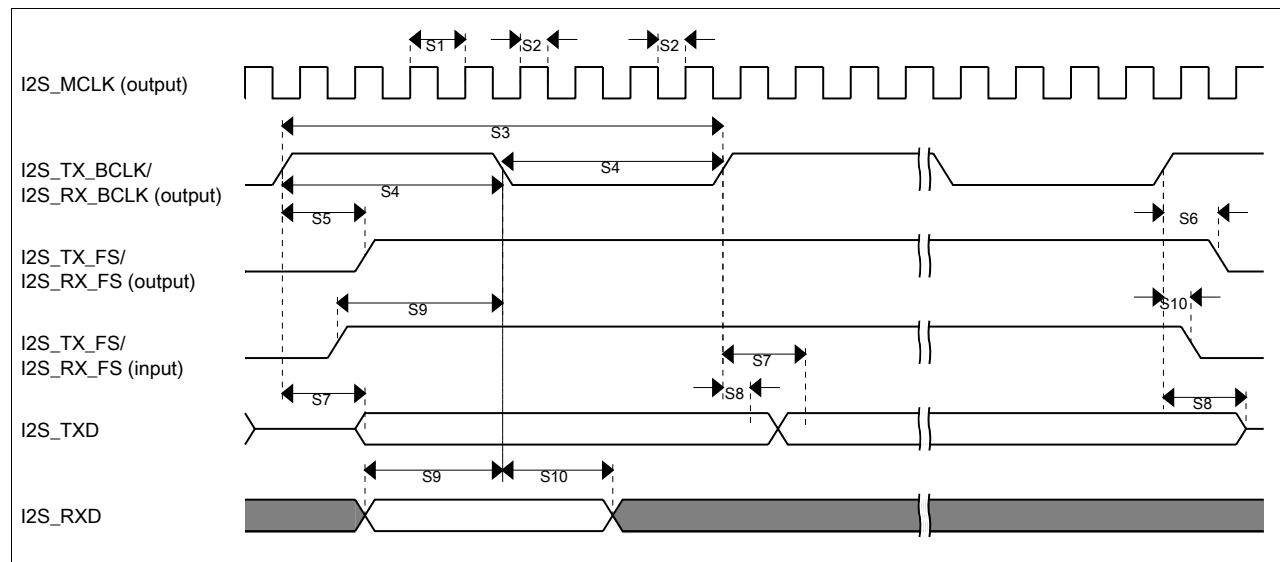 S1
S2
S2
I2S_MCLK (output)
S3
I2S_TX_BCLK/
I2S_RX_BCLK (output)
S4
S4
S5
S6
I2S_TX_FS/
I2S_RX_FS (output)
S9
S10
I2S_TX_FS/
I2S_RX_FS (input)
S7
S7
S8
S8
I2S_TXD
S9
S10
I2S_RXD